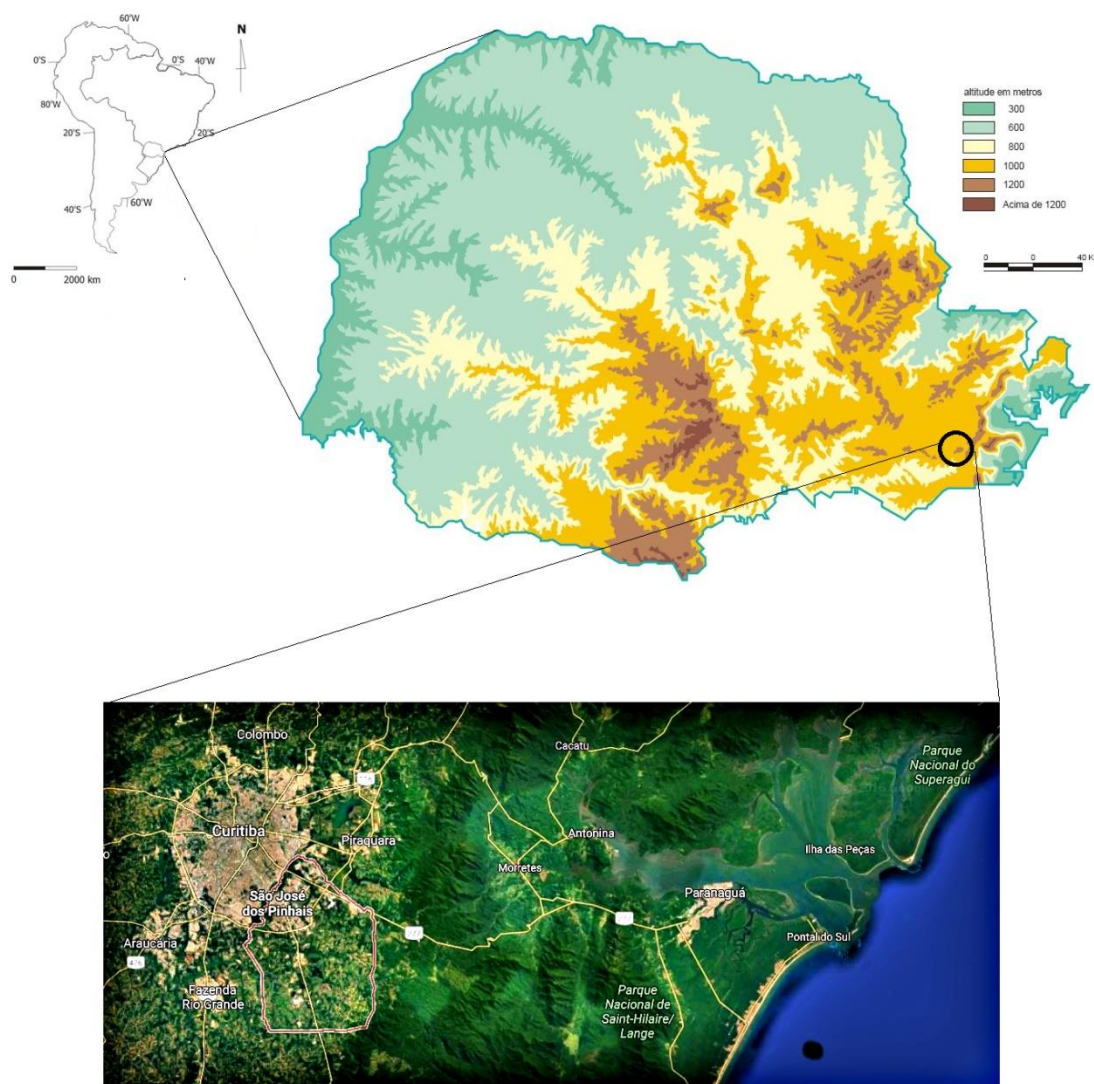 60°W
N
0°S
0°S
40°W
80°W
20°S
20°S
40°S
60°W
0
2000 km
altitude em metros
300
600
800
1000
1200
Acima de 1200
0
0
40 K
Colombo
Cacatu
Parque
Nacional do
Superagui
Curitiba
Piraquara
Antonina
Ilha das Peças
Morretes
São José
dos Pinhais
Paranaguá
Araucária
476
277
Pontal do Sul
Fazenda
Rio Grande
Parque
Nacional de
Saint-Hilaire/
Lange